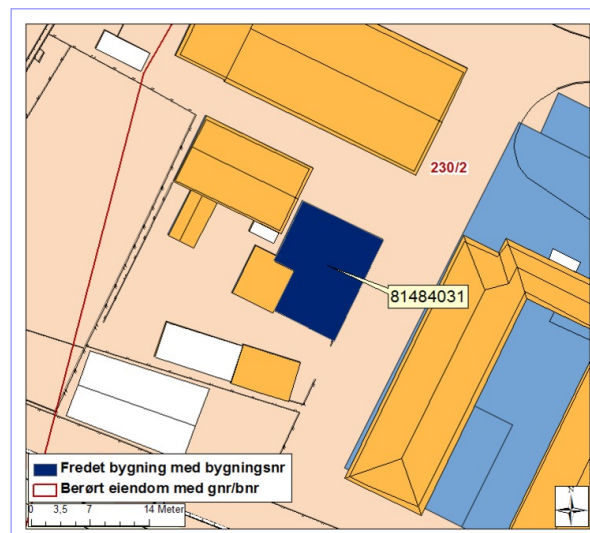 230/2
81484031
Fredet bygning med bygningsnr
Berørt eiendom med gnr/bnr
0 3,5 7 14 Meter
N